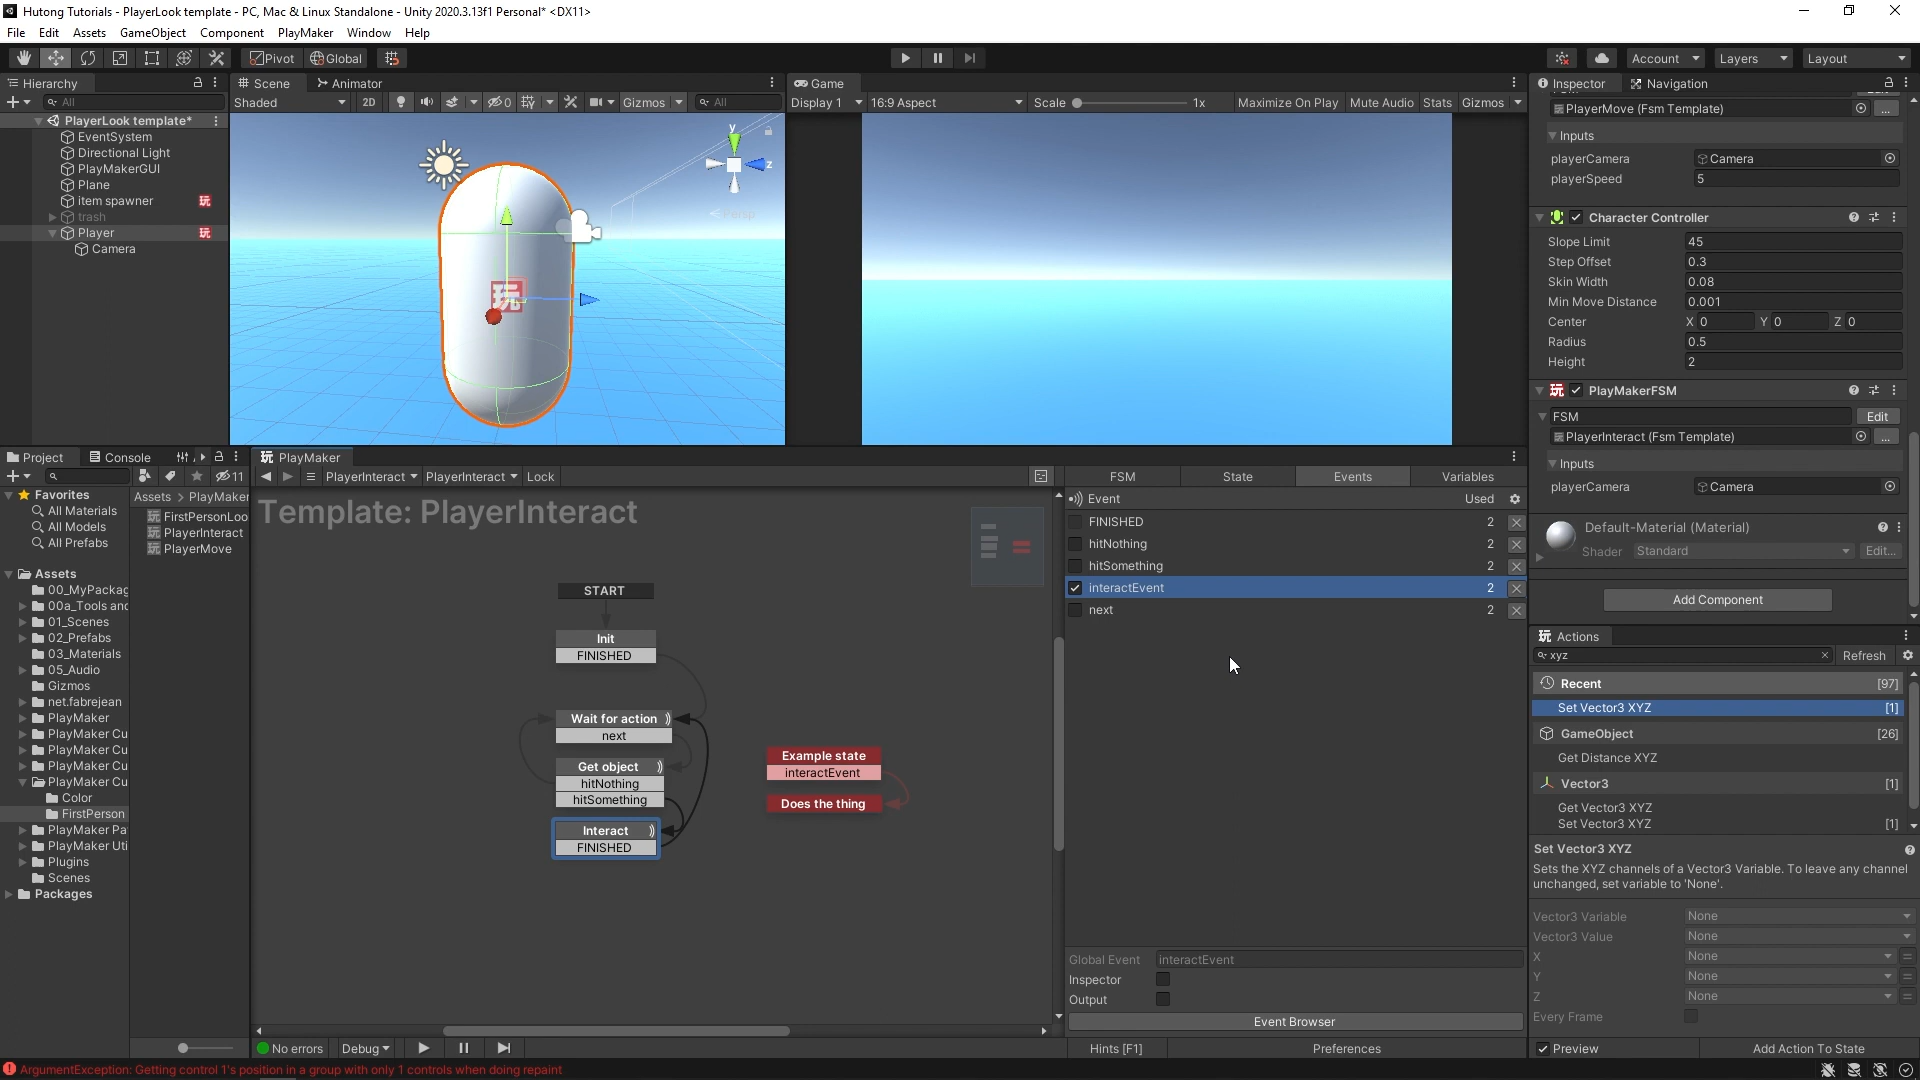 Hutong Tutorials - PlayerLook template - PC, Mac & Linux Standalone - Unity 2020.3.13f1 Personal* <DX11>
File Edit Assets GameObject Component PlayMaker Window Help
Pivot Global Account Layers Layout
Hierarchy
All
PlayerLook template*
EventSystem
Directional Light
PlayMakerGUI
Plane
item spawner 玩
trash
Player 玩
Camera
Scene Animator
Shaded 2D 0 Gizmos All
y
z
Persp
玩
Game
Display 1 16:9 Aspect Scale 1x Maximize On Play Mute Audio Stats Gizmos
Inspector Navigation
PlayerMove (Fsm Template) ...
Inputs
playerCamera Camera
playerSpeed 5
Character Controller
Slope Limit 45
Step Offset 0.3
Skin Width 0.08
Min Move Distance 0.001
Center X 0 Y 0 Z 0
Radius 0.5
Height 2
玩 PlayMakerFSM
FSM Edit
PlayerInteract (Fsm Template) ...
Inputs
playerCamera Camera
Default-Material (Material)
Shader Standard Edit...
Add Component
Project Console
11
Favorites
All Materials
All Models
All Prefabs
Assets
00_MyPackag
00a_Tools and
01_Scenes
02_Prefabs
03_Materials
05_Audio
Gizmos
net.fabrejean
PlayMaker
PlayMaker Cu
PlayMaker Cu
PlayMaker Cu
PlayMaker Cu
Color
FirstPerson
PlayMaker Pa
PlayMaker Uti
Plugins
Scenes
Packages
Assets > PlayMaker
FirstPersonLoo
PlayerInteract
PlayerMove
玩 PlayMaker
PlayerInteract PlayerInteract Lock
Template: PlayerInteract
START
Init
FINISHED
Wait for action
next
Get object
hitNothing
hitSomething
Interact
FINISHED
Example state
interactEvent
Does the thing
No errors Debug
FSM State Events Variables
Event Used
FINISHED 2
hitNothing 2
hitSomething 2
interactEvent 2
next 2
Global Event interactEvent
Inspector
Output
Event Browser
Hints [F1] Preferences
玩 Actions
xyz Refresh
Recent [97]
Set Vector3 XYZ [1]
GameObject [26]
Get Distance XYZ
Vector3 [1]
Get Vector3 XYZ
Set Vector3 XYZ [1]
Set Vector3 XYZ
Sets the XYZ channels of a Vector3 Variable. To leave any channel
unchanged, set variable to 'None'.
Vector3 Variable None
Vector3 Value None
X None
Y None
Z None
Every Frame
Preview Add Action To State
ArgumentException: Getting control 1's position in a group with only 1 controls when doing repaint